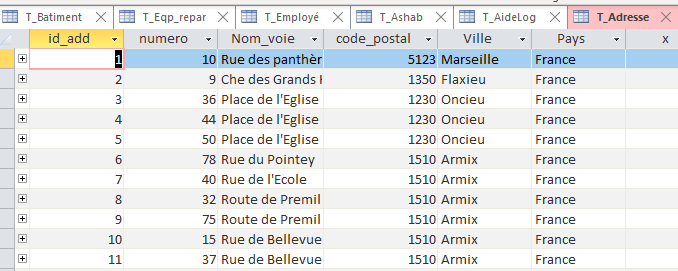 T_Batiment T_Eqp_repar T_Employé T_Ashab T_AideLog T_Adresse
id_add numero Nom_voie code_postal Ville Pays x
1 10 Rue des panthèr 5123 Marseille France
2 9 Che des Grands 1350 Flaxieu France
3 36 Place de l'Eglise 1230 Oncieu France
4 44 Place de l'Eglise 1230 Oncieu France
5 50 Place de l'Eglise 1230 Oncieu France
6 78 Rue du Pointey 1510 Armix France
7 40 Rue de l'Ecole 1510 Armix France
8 32 Route de Premil 1510 Armix France
9 75 Route de Premil 1510 Armix France
10 15 Rue de Bellevue 1510 Armix France
11 37 Rue de Bellevue 1510 Armix France